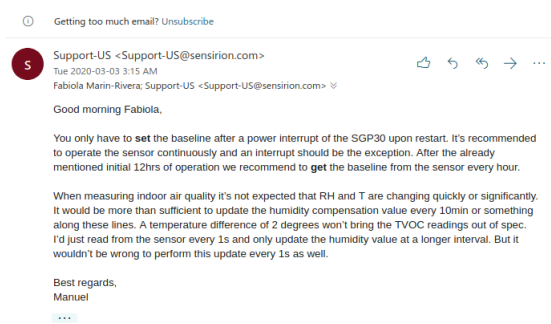 Getting too much email? Unsubscribe
S
Support-US <Support-US@sensirion.com>
Tue 2020-03-03 3:15 AM
Fabiola Marin-Rivera; Support-US <Support-US@sensirion.com>
Good morning Fabiola,
You only have to set the baseline after a power interrupt of the SGP30 upon restart. It's recommended
to operate the sensor continuously and an interrupt should be the exception. After the already
mentioned initial 12hrs of operation we recommend to get the baseline from the sensor every hour.
When measuring indoor air quality it's not expected that RH and T are changing quickly or significantly.
It would be more than sufficient to update the humidity compensation value every 10min or something
along these lines. A temperature difference of 2 degrees won't bring the TVOC readings out of spec.
I'd just read from the sensor every 1s and only update the humidity value at a longer interval. But it
wouldn't be wrong to perform this update every 1s as well.
Best regards,
Manuel
...